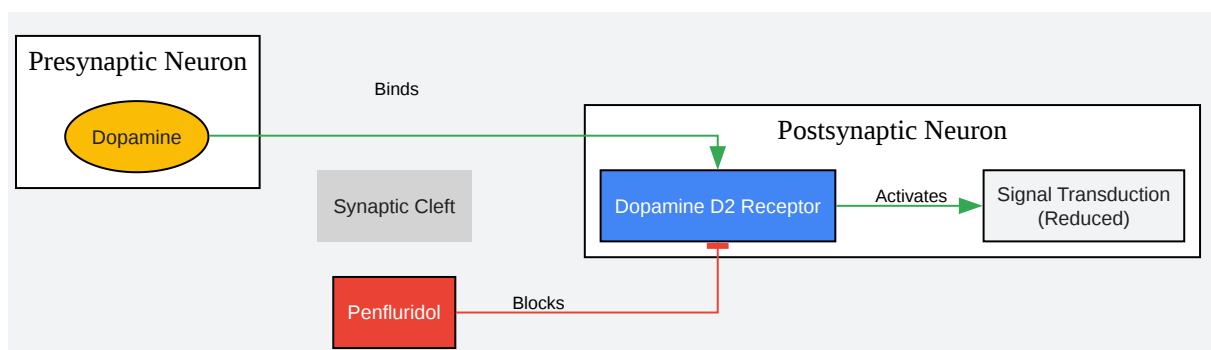 Presynaptic Neuron
Dopamine
Binds
Postsynaptic Neuron
Synaptic Cleft
Dopamine D2 Receptor
Activates
Signal Transduction
(Reduced)
Penfluridol
Blocks